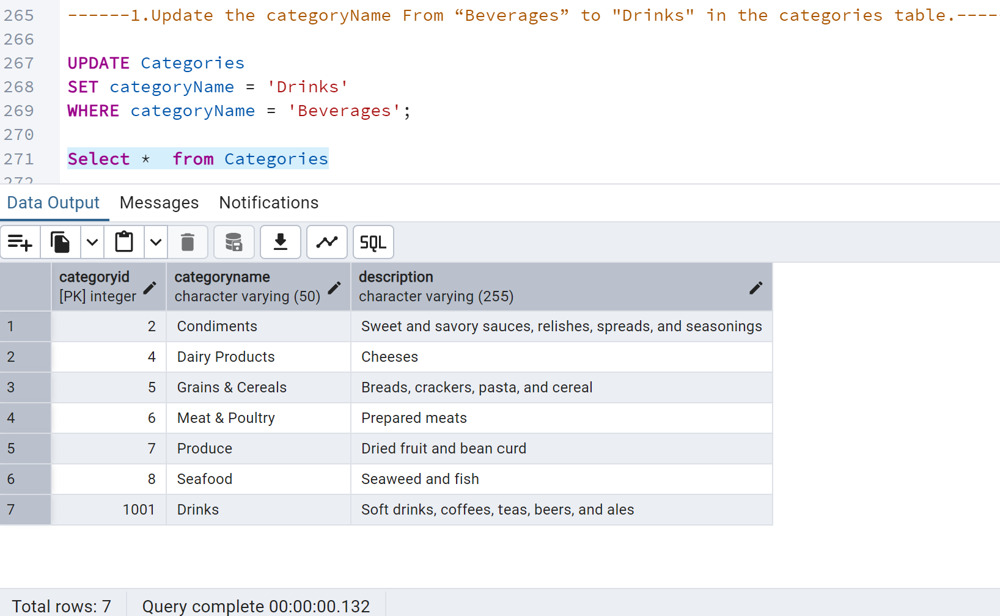 265 ------1.Update the categoryName From “Beverages” to "Drinks" in the categories table.----
266
267 UPDATE Categories
268 SET categoryName = 'Drinks'
269 WHERE categoryName = 'Beverages';
270
271 Select *  from Categories
272
Data Output Messages Notifications
SQL
categoryid categoryname description
[PK] integer character varying (50) character varying (255)
1 2 Condiments Sweet and savory sauces, relishes, spreads, and seasonings
2 4 Dairy Products Cheeses
3 5 Grains & Cereals Breads, crackers, pasta, and cereal
4 6 Meat & Poultry Prepared meats
5 7 Produce Dried fruit and bean curd
6 8 Seafood Seaweed and fish
7 1001 Drinks Soft drinks, coffees, teas, beers, and ales
Total rows: 7 Query complete 00:00:00.132